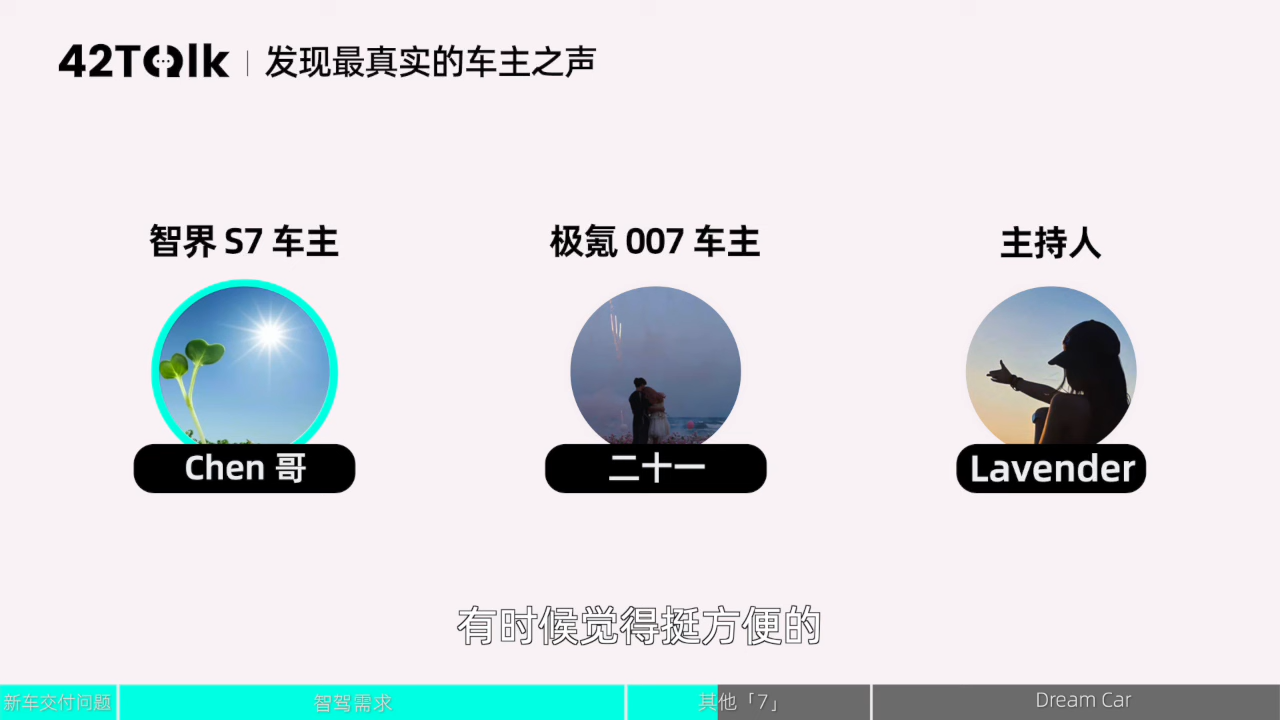 42Talk | 发现最真实的车主之声
智界 S7 车主
极氪 007 车主
主持人
Chen 哥
二十一
Lavender
有时候觉得挺方便的
新车交付问题
智驾需求
其他「7」
Dream Car